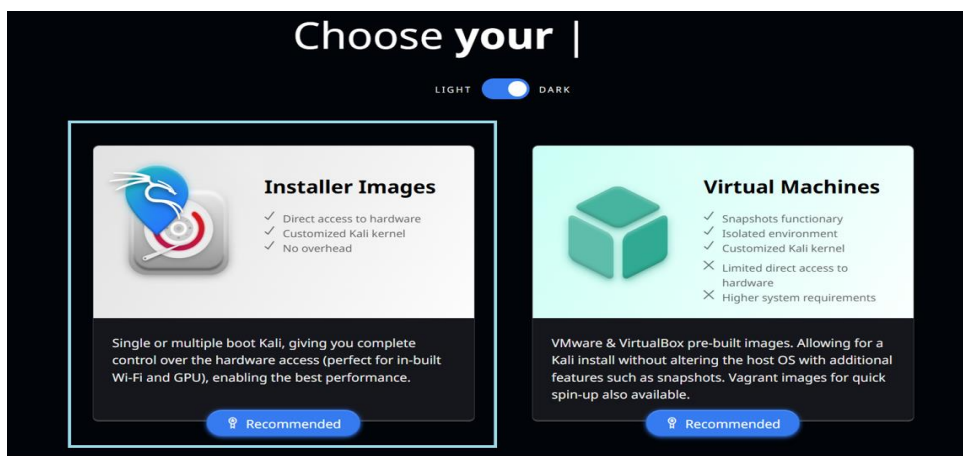 Choose your |
LIGHT DARK
Installer Images
✓ Direct access to hardware
✓ Customized Kali kernel
✓ No overhead
Single or multiple boot Kali, giving you complete
control over the hardware access (perfect for in-built
Wi-Fi and GPU), enabling the best performance.
Recommended
Virtual Machines
✓ Snapshots functionary
✓ Isolated environment
✓ Customized Kali kernel
✕ Limited direct access to
hardware
✕ Higher system requirements
VMware & VirtualBox pre-built images. Allowing for a
Kali install without altering the host OS with additional
features such as snapshots. Vagrant images for quick
spin-up also available.
Recommended